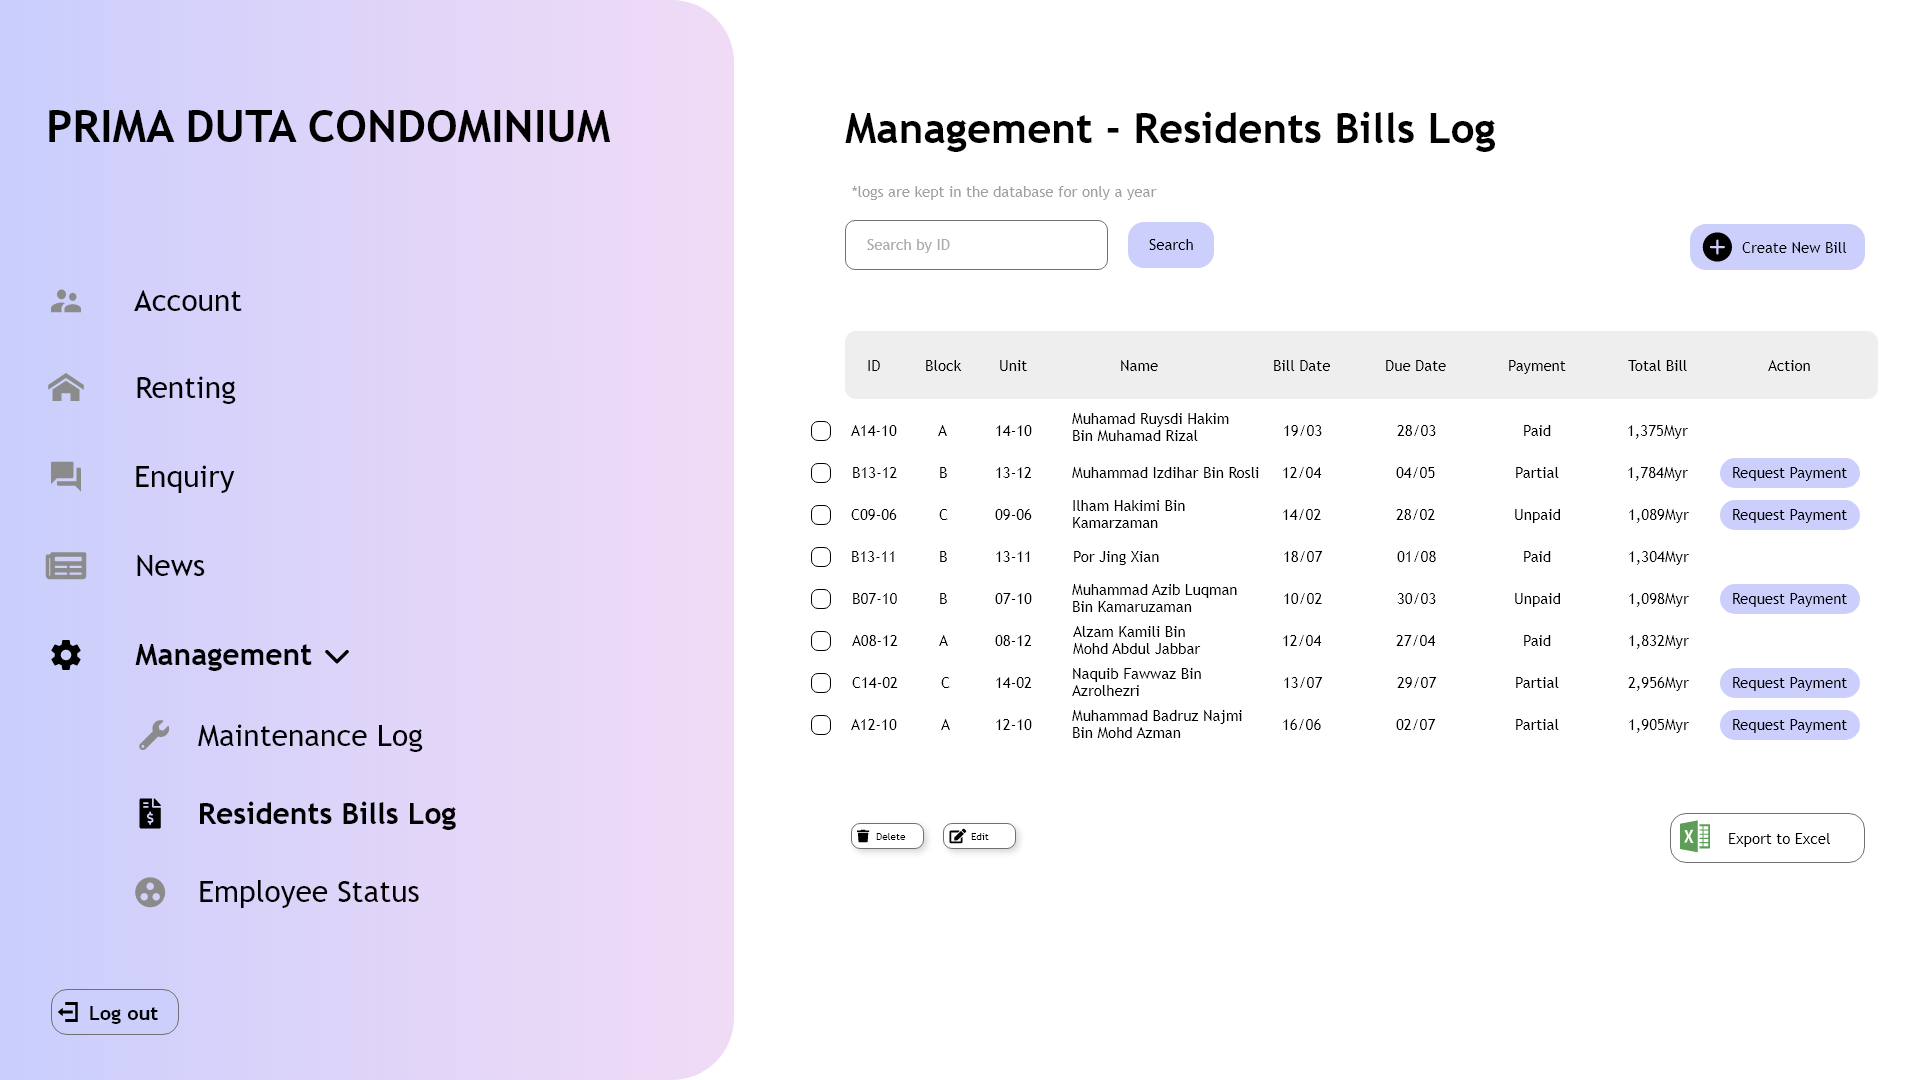 PRIMA DUTA CONDOMINIUM
Account
Renting
Enquiry
News
Management
Maintenance Log
Residents Bills Log
Employee Status
Log out
Management - Residents Bills Log
*logs are kept in the database for only a year
Search by ID
Search
Create New Bill
ID Block Unit Name Bill Date Due Date Payment Total Bill Action
A14-10 A 14-10 Muhamad Ruysdi Hakim
Bin Muhamad Rizal 19/03 28/03 Paid 1,375Myr
B13-12 B 13-12 Muhammad Izdihar Bin Rosli 12/04 04/05 Partial 1,784Myr Request Payment
C09-06 C 09-06 Ilham Hakimi Bin
Kamarzaman 14/02 28/02 Unpaid 1,089Myr Request Payment
B13-11 B 13-11 Por Jing Xian 18/07 01/08 Paid 1,304Myr
B07-10 B 07-10 Muhammad Azib Luqman
Bin Kamaruzaman 10/02 30/03 Unpaid 1,098Myr Request Payment
A08-12 A 08-12 Alzam Kamili Bin
Mohd Abdul Jabbar 12/04 27/04 Paid 1,832Myr
C14-02 C 14-02 Naquib Fawwaz Bin
Azrolhezri 13/07 29/07 Partial 2,956Myr Request Payment
A12-10 A 12-10 Muhammad Badruz Najmi
Bin Mohd Azman 16/06 02/07 Partial 1,905Myr Request Payment
Delete
Edit
Export to Excel